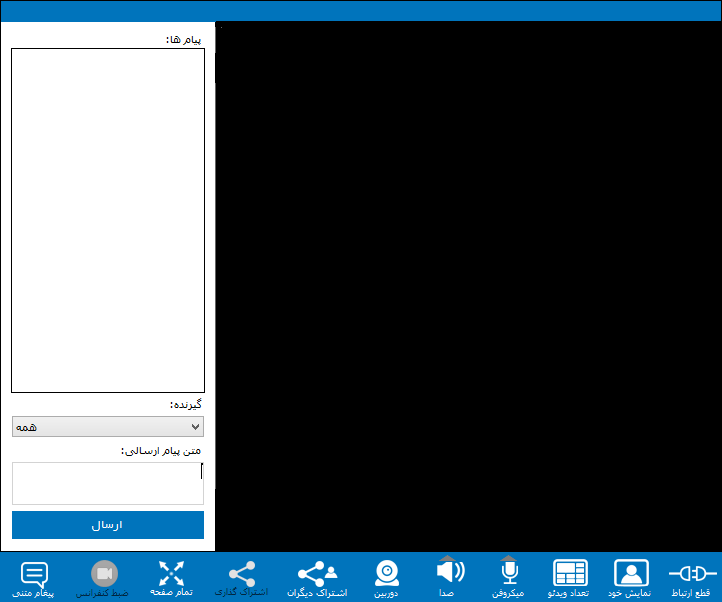 پیام ها:
گیرنده:
همه
متن پیام ارسالی:
ارسال
قطع ارتباط
نمایش خود
تعداد ویدئو
میکروفن
صدا
دوربین
اشتراک دیگران
اشتراک گذاری
تمام صفحه
ضبط کنفرانس
پیغام متنی